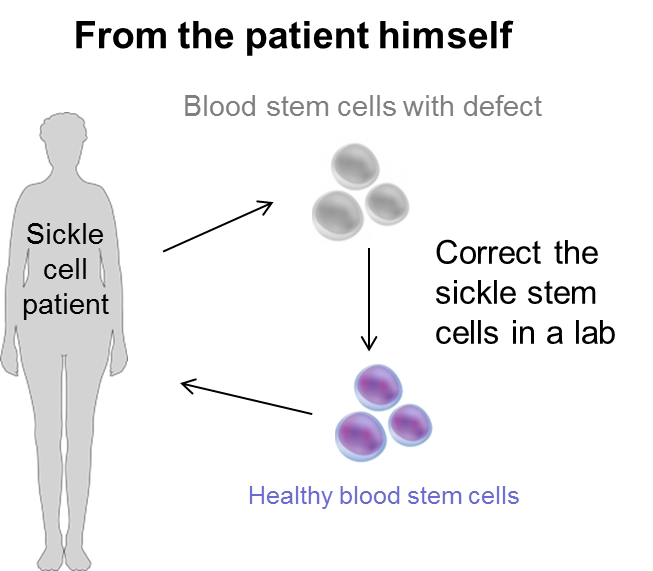 From the patient himself
Blood stem cells with defect
Sickle
cell
patient
Correct the
sickle stem
cells in a lab
Healthy blood stem cells